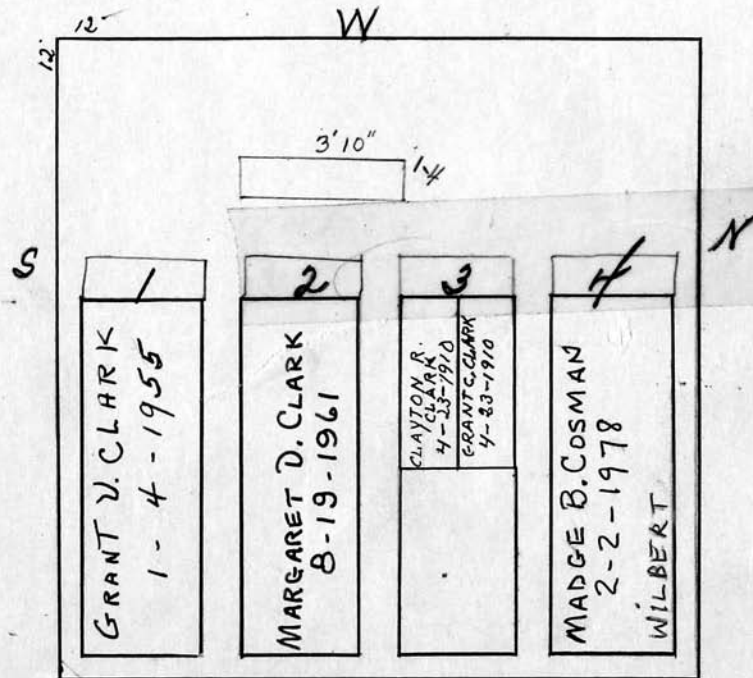 12'
W
12'
3'10"
1-4
S
N
1
2
3
4
GRANT V. CLARK
1-4-1955
MARGARET D. CLARK
8-19-1961
CLAYTON R.
CLARK
4-23-1910
GRANT C. CLARK
4-23-1910
MADGE B. COSMAN
2-2-1978
WILBERT